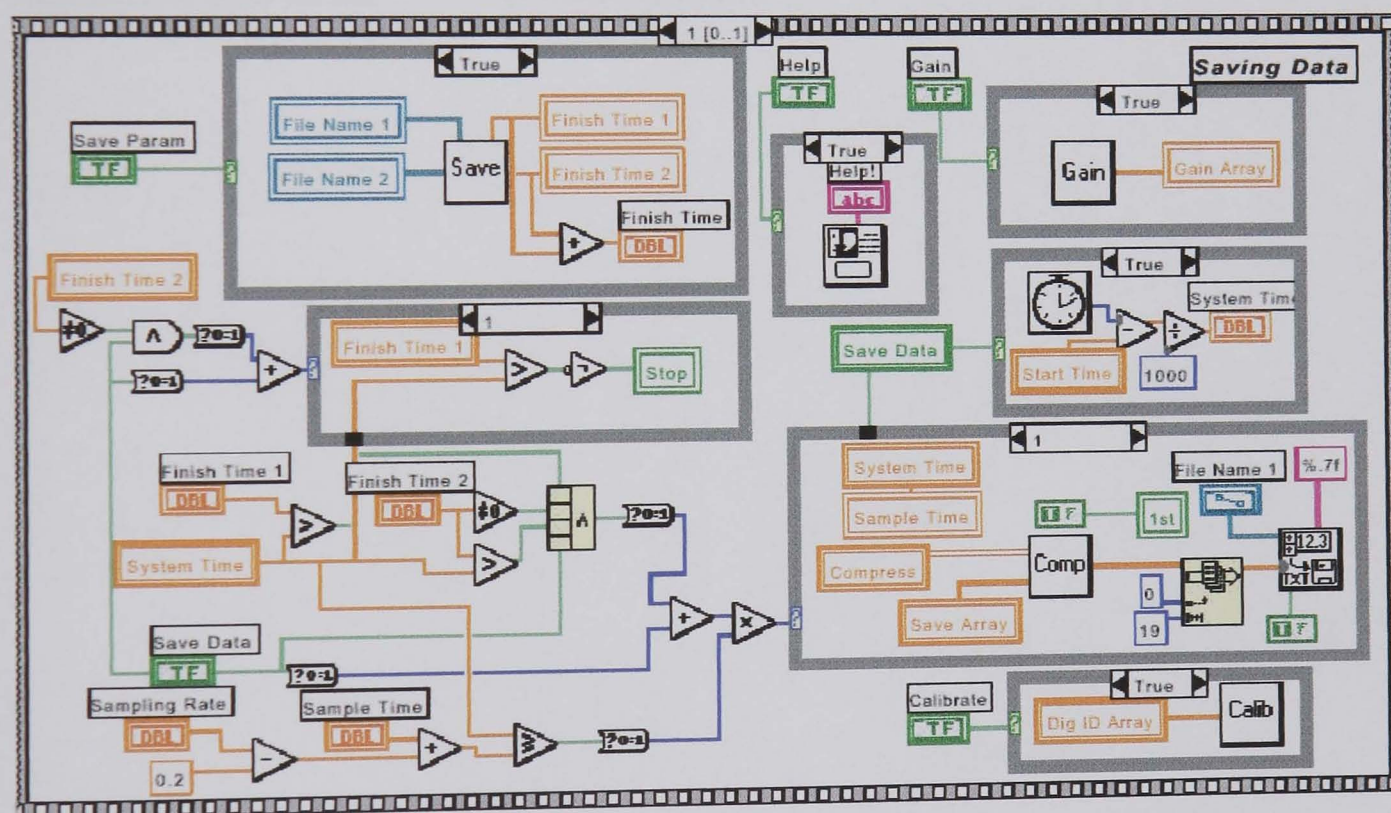 1 [0..1]
True
Help
Gain
Saving Data
True
File Name 1
Finish Time 1
Save Param
TF
TF
TF
Save
True
Help!
abc
Gain
Gain Array
File Name 2
Finish Time 2
Finish Time
+
DBL
Finish Time 2
≠0
∧
?0=1
?0=1
+
1
Finish Time 1
>
¬
Stop
Save Data
True
System Time
-
÷
DBL
Start Time
1000
Finish Time 1
DBL
>
System Time
Finish Time 2
DBL
≠0
>
∧
?0=1
+
x
1
System Time
Sample Time
Compress
Save Array
Comp
TF
1st
File Name 1
%.7f
12.3
TXT
0
19
TF
Save Data
TF
?0=1
Sampling Rate
DBL
0.2
-
Sample Time
DBL
+
≥
?0=1
Calibrate
TF
True
Dig ID Array
Calib